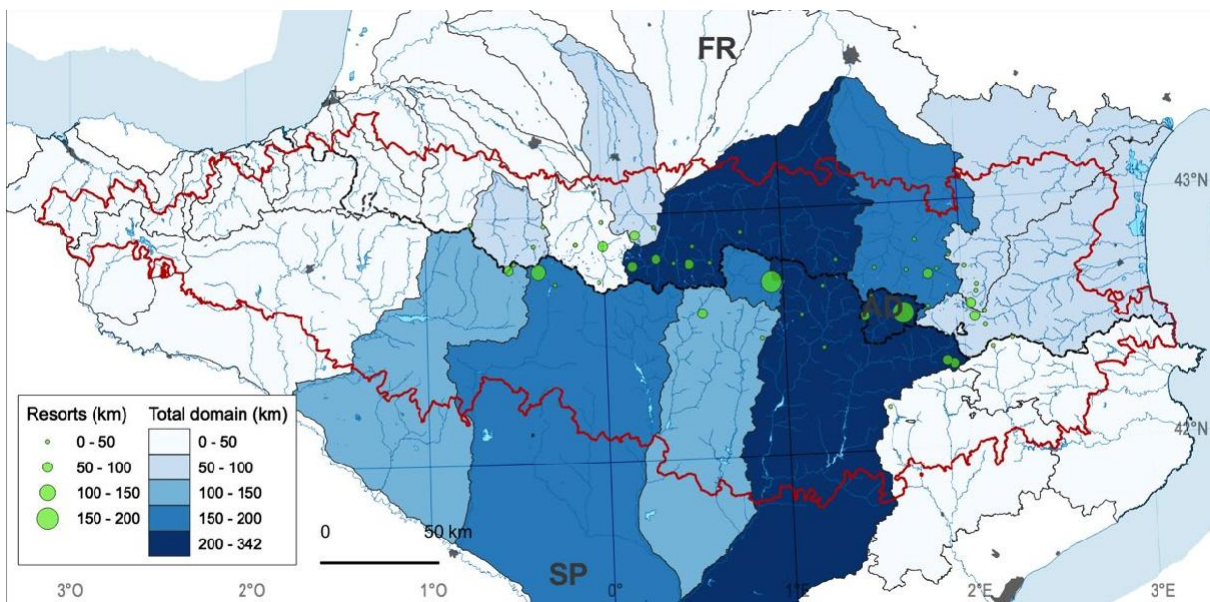 FR
43°N
AD
42°N
Resorts (km) Total domain (km)
0 - 50 0 - 50
50 - 100 50 - 100
100 - 150 100 - 150
150 - 200 150 - 200
200 - 342
0 50 km
SP
3°O 2°O 1°O 0° 1°E 2°E 3°E